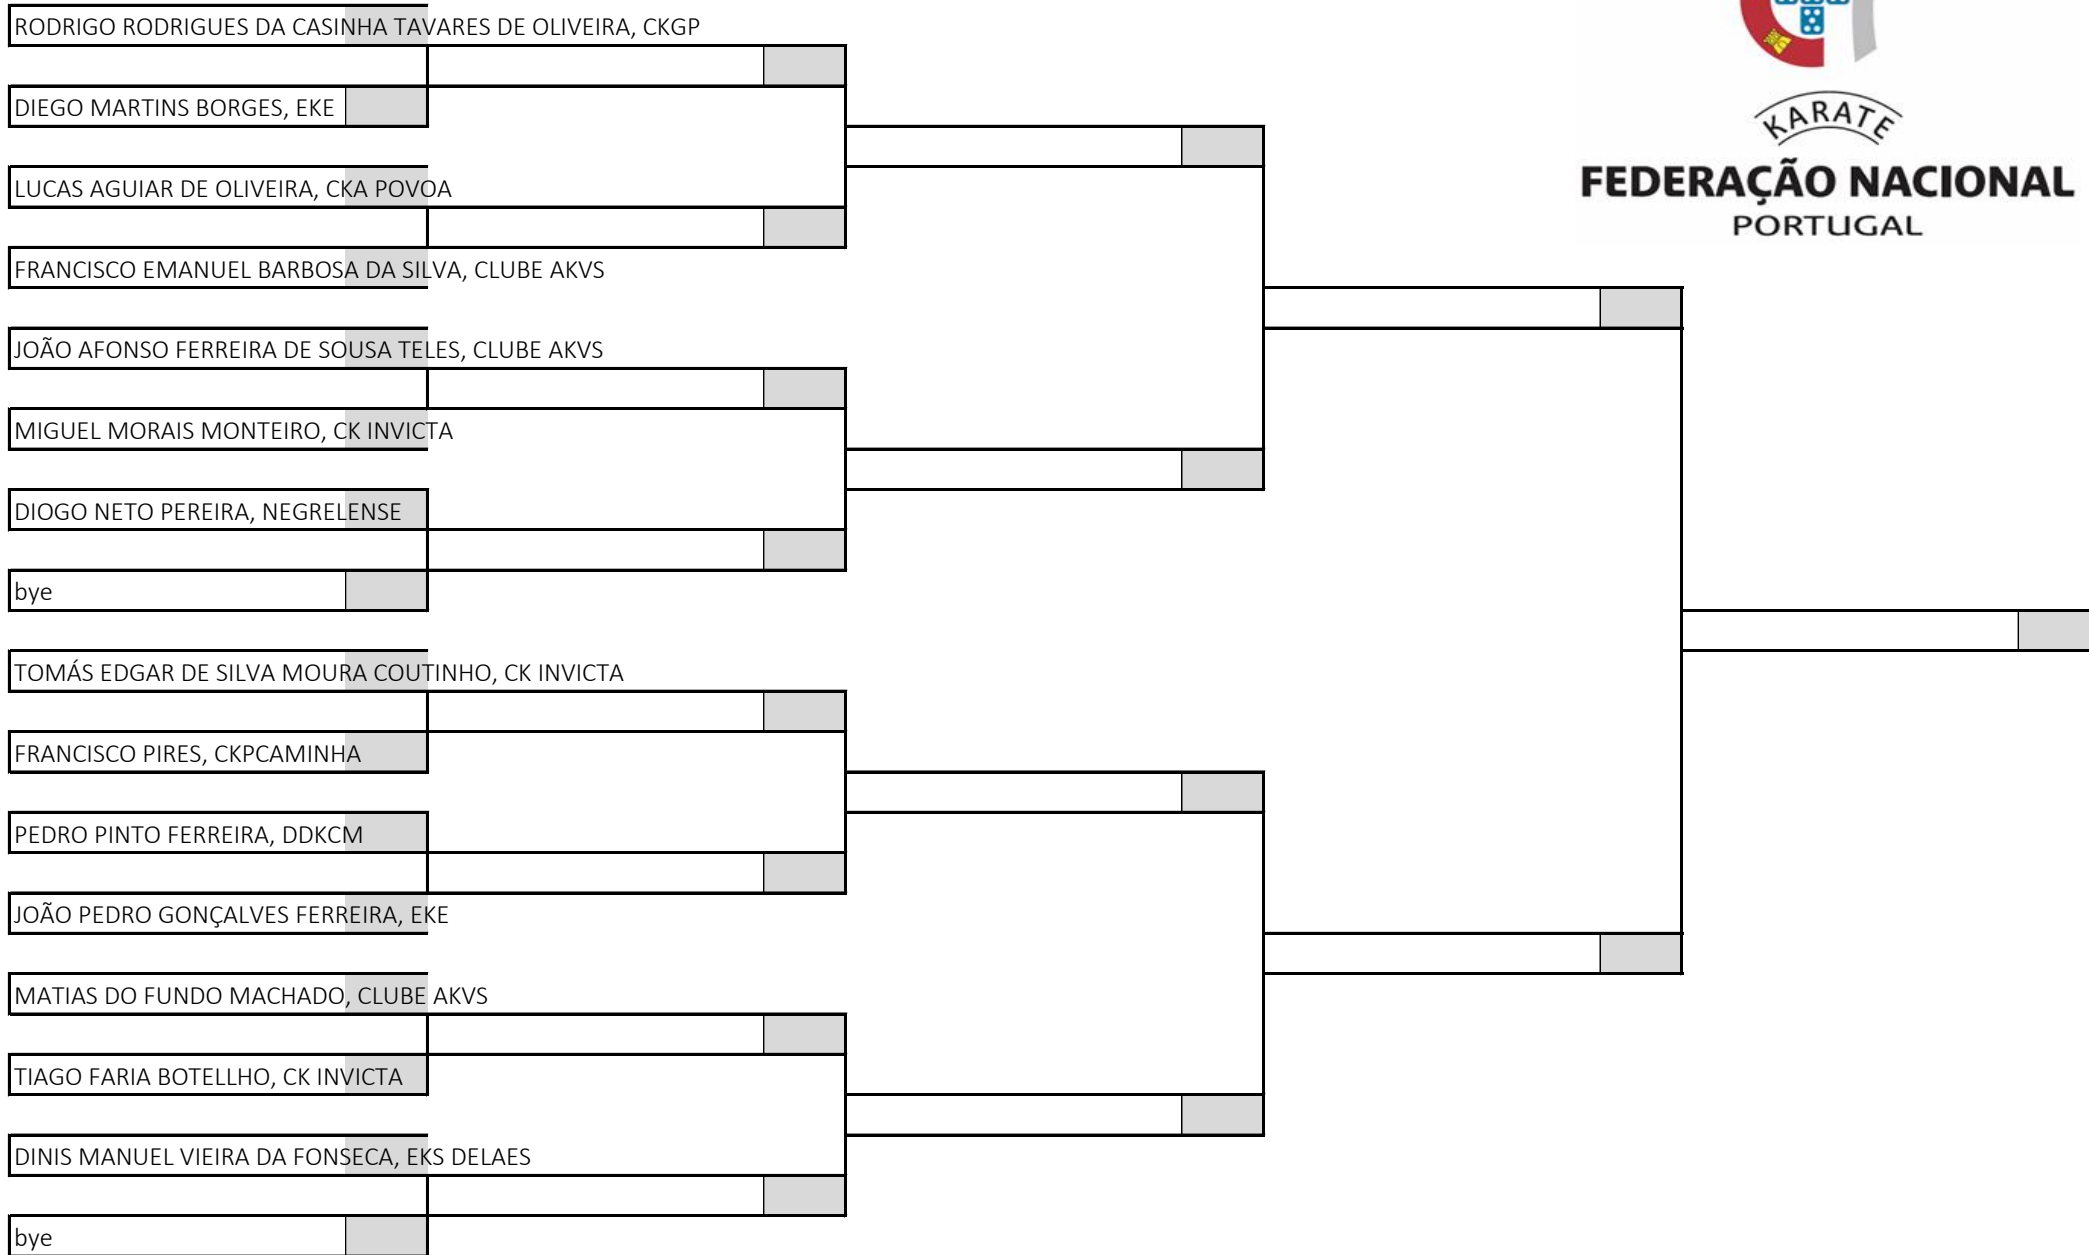 RODRIGO RODRIGUES DA CASINHA TAVARES DE OLIVEIRA, CKGP
DIEGO MARTINS BORGES, EKE
KARATE
LUCAS AGUIAR DE OLIVEIRA, CKA POVOA
FEDERAÇÃO NACIONAL
PORTUGAL
FRANCISCO EMANUEL BARBOSA DA SILVA, CLUBE AKVS
JOÃO AFONSO FERREIRA DE SOUSA TELES, CLUBE AKVS
MIGUEL MORAIS MONTEIRO, CK INVICTA
DIOGO NETO PEREIRA, NEGRELENSE
bye
TOMÁS EDGAR DE SILVA MOURA COUTINHO, CK INVICTA
FRANCISCO PIRES, CKPCAMINHA
PEDRO PINTO FERREIRA, DDKCM
JOÃO PEDRO GONÇALVES FERREIRA, EKE
MATIAS DO FUNDO MACHADO, CLUBE AKVS
TIAGO FARIA BOTELLHO, CK INVICTA
DINIS MANUEL VIEIRA DA FONSECA, EKS DELAES
bye